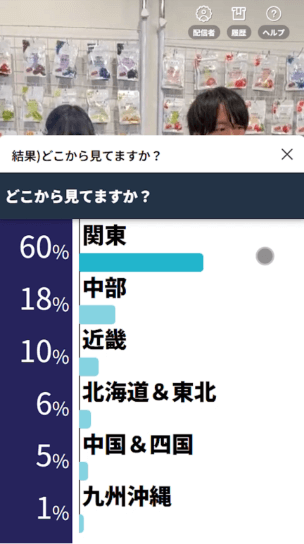 配信者
履歴
ヘルプ
結果)どこから見てますか？
どこから見てますか？
60% 関東
18% 中部
10% 近畿
6% 北海道＆東北
5% 中国＆四国
1% 九州沖縄